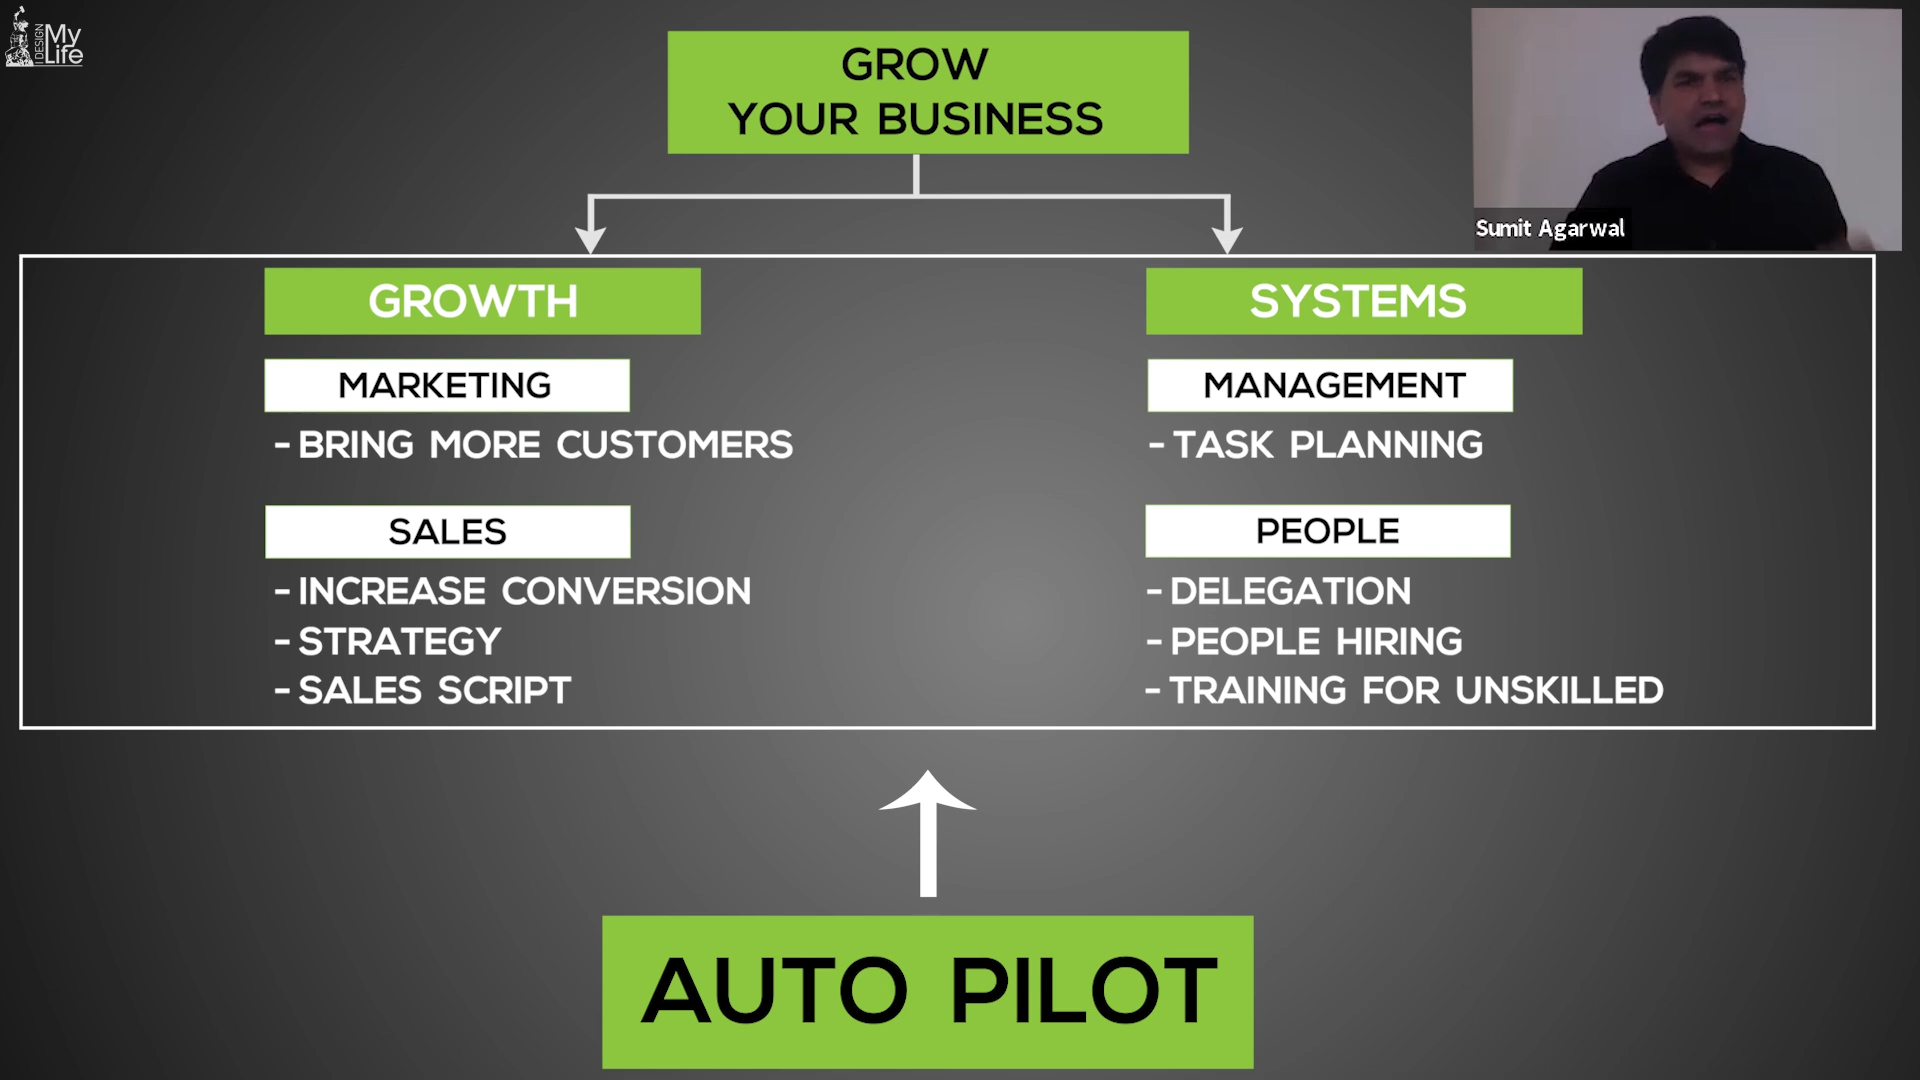 I DESIGN
My
Life
GROW
YOUR BUSINESS
Sumit Agarwal
GROWTH
MARKETING
- BRING MORE CUSTOMERS
SALES
- INCREASE CONVERSION
- STRATEGY
- SALES SCRIPT
SYSTEMS
MANAGEMENT
- TASK PLANNING
PEOPLE
- DELEGATION
- PEOPLE HIRING
- TRAINING FOR UNSKILLED
AUTO PILOT